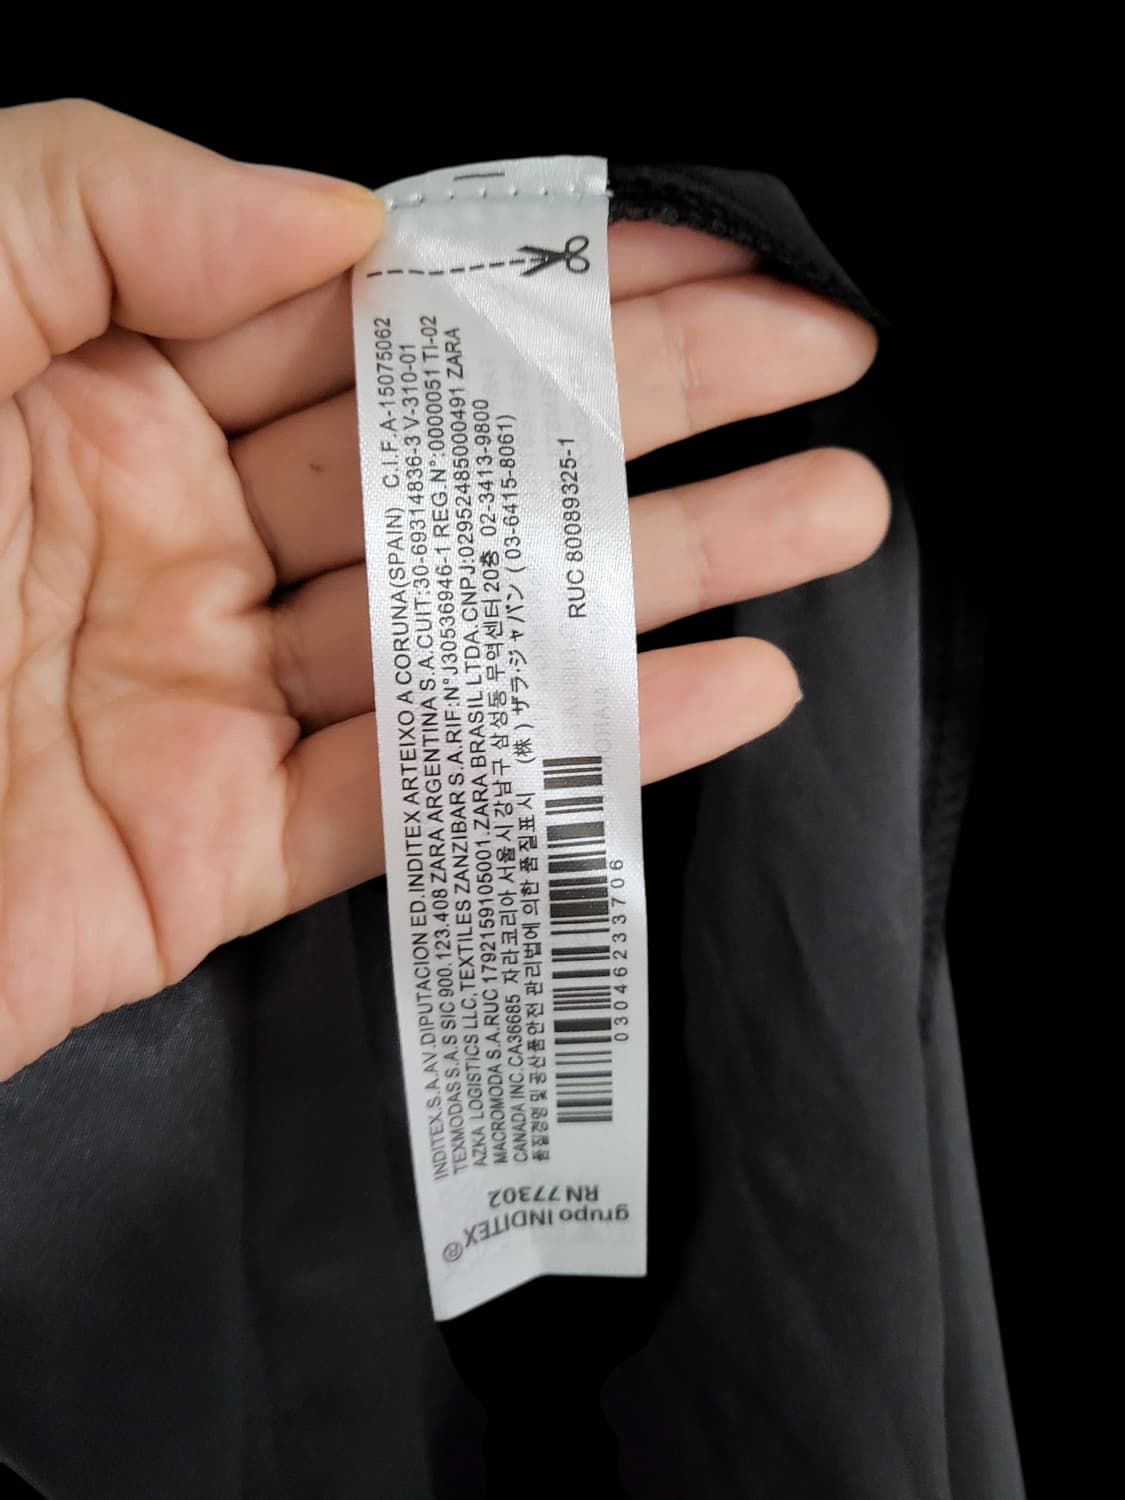 INDITEX.S.A.AV.DIPUTACION ED.INDITEX ARTEIXO A CORUNA(SPAIN) C.I.F.A-15075062
TEXMODAS S.A.S SIC 900.123.408 ZARA ARGENTINA S.A.CUIT:30-69314836-3 V-310-01
AZKA LOGISTICS LLC,TEXTILES ZANZIBAR S.A.RIF:N°J30536946-1 REG.N°:0000051 TI-02
MACROMODA S.A.RUC 1792159105001.ZARA BRASIL LTDA.CNPJ:02952485000491 ZARA
CANADA INC.CA36685 자라코리아 서울시 강남구 삼성동 무역센터 20층 02-3413-9800
품질경영 및 공산품안전 관리법에 의한 품질표시 (株) ザラ·ジャパン (03-6415-8061)
RUC 80089325-1
03046233706
grupo INDITEX®
RN 77302